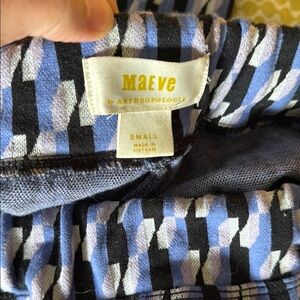 MAEVE
by ANTHROPOLOGIE
SMALL
MADE IN
VIETNAM